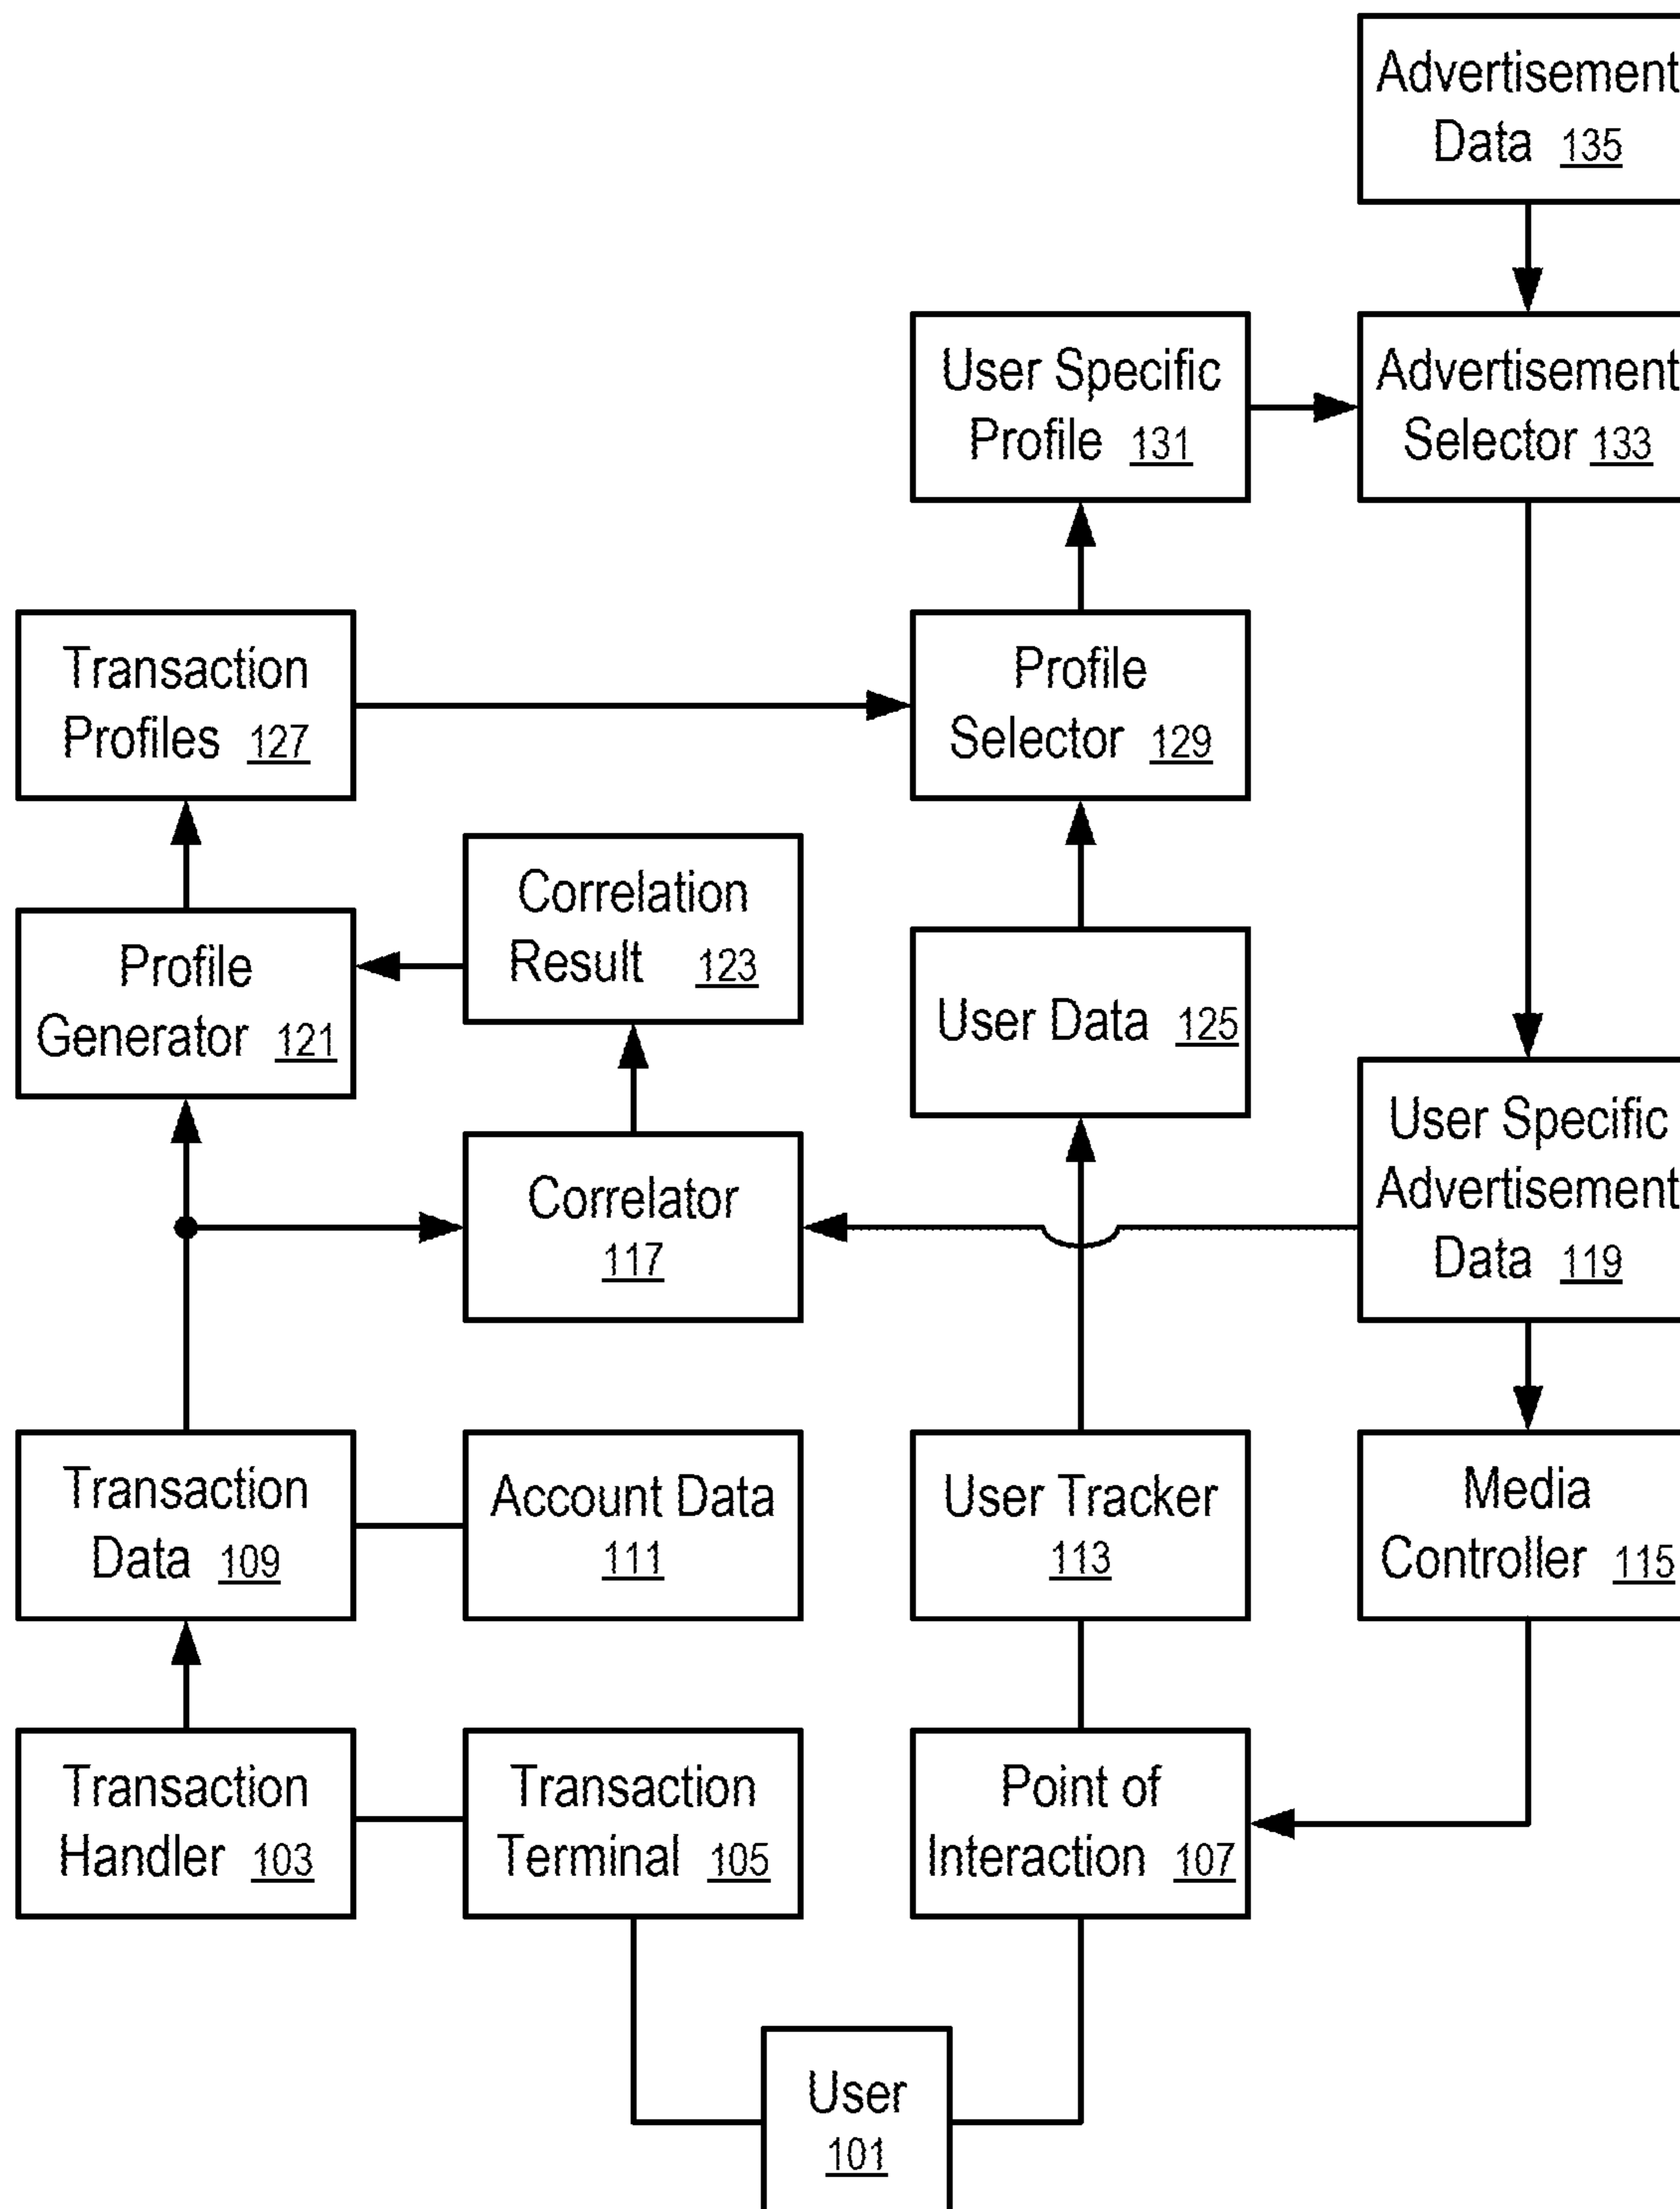 Advertisement
Data 135
User Specific
Profile 131
Advertisement
Selector 133
Transaction
Profiles 127
Profile
Selector 129
Correlation
Result 123
Profile
Generator 121
User Data 125
User Specific
Advertisement
Data 119
Correlator
117
Transaction
Data 109
Account Data
111
User Tracker
113
Media
Controller 115
Transaction
Handler 103
Transaction
Terminal 105
Point of
Interaction 107
User
101